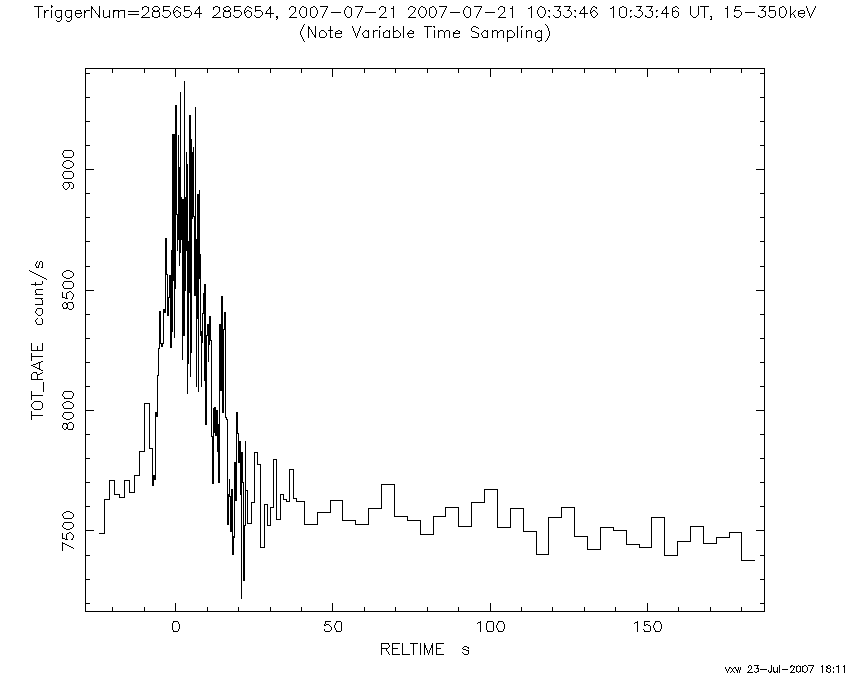 TriggerNum=285654 285654, 2007-07-21 2007-07-21 10:33:46 10:33:46 UT, 15-350keV
(Note Variable Time Sampling)
TOT_RATE count/s
9000
8500
8000
7500
0 50 100 150
RELTIME s
vxw 23-Jul-2007 18:11